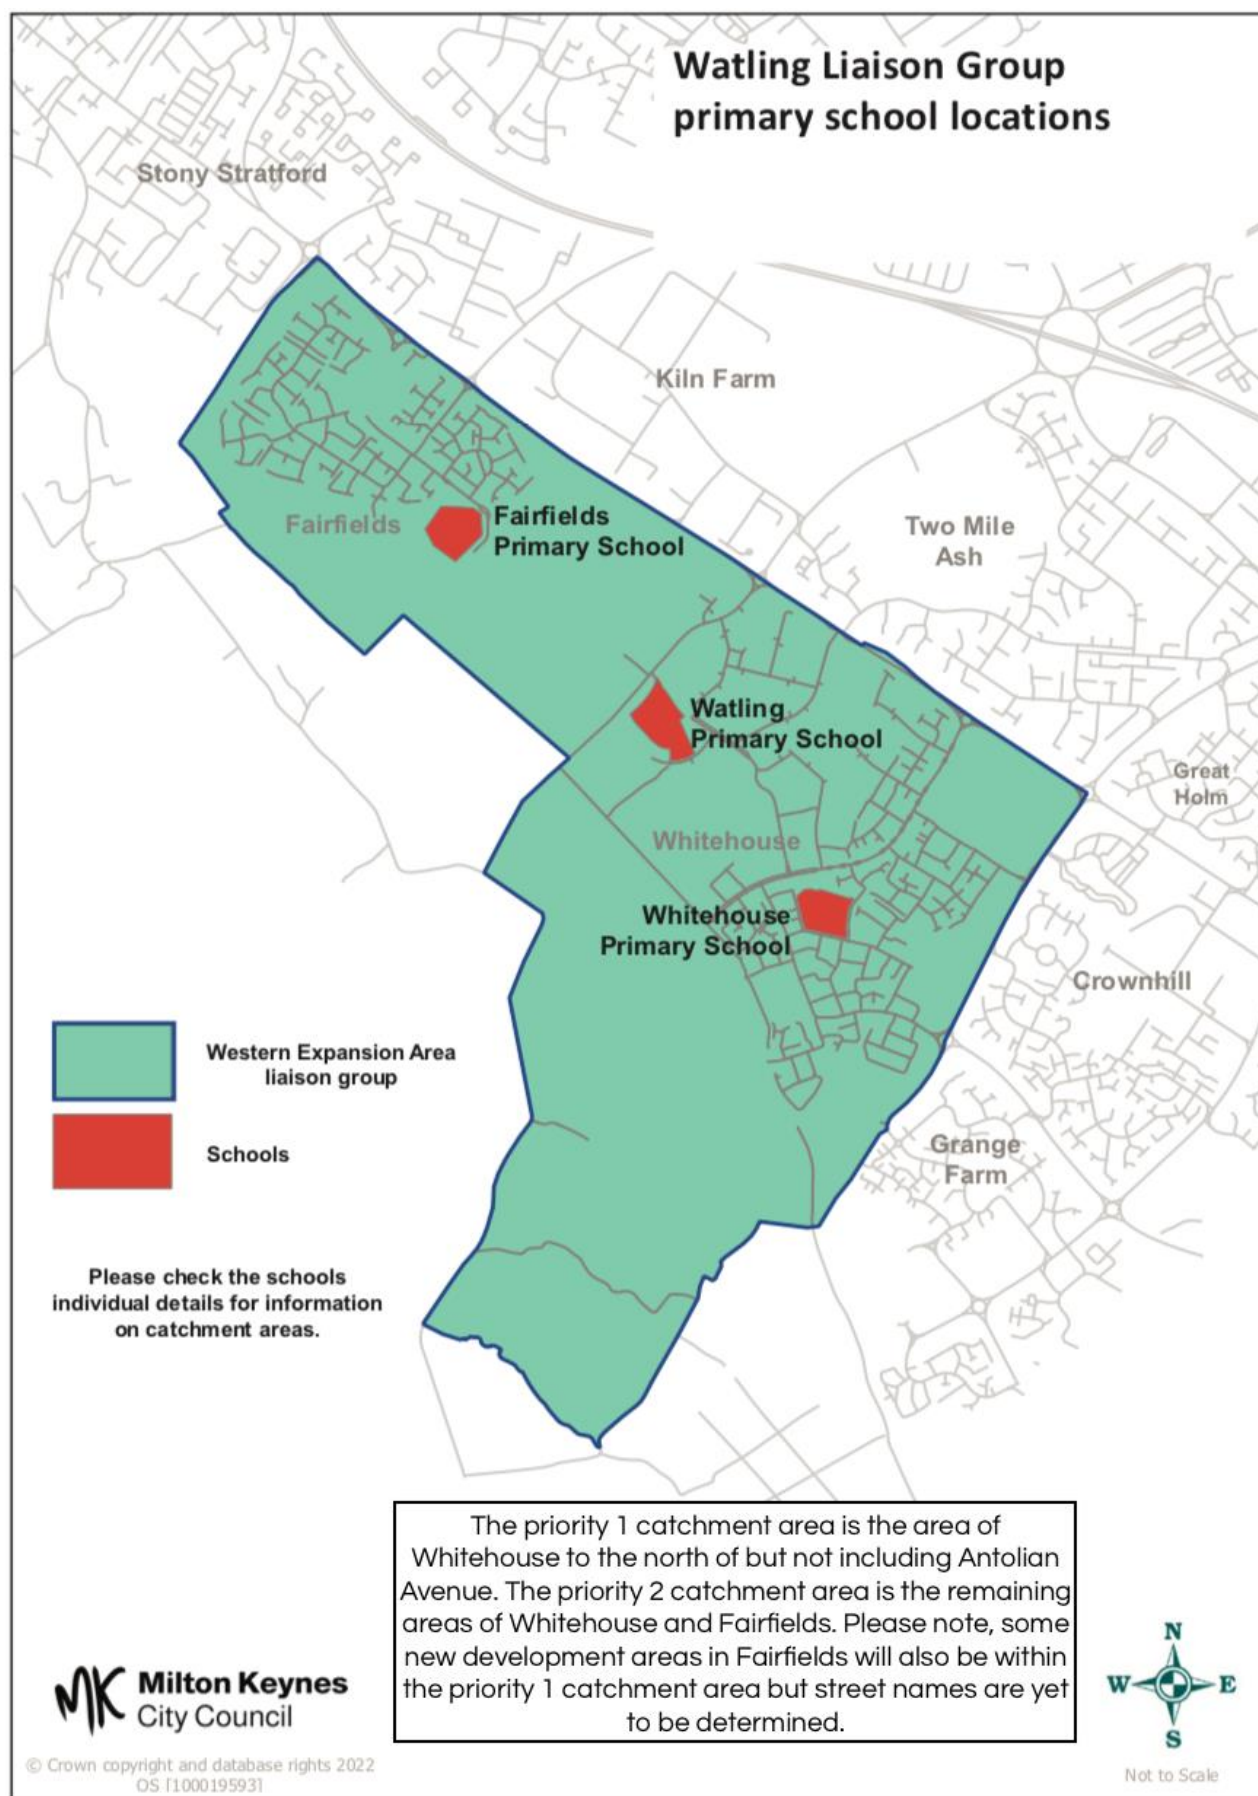 Watling Liaison Group
primary school locations
Stony Stratford
Kiln Farm
Two Mile
Ash
Fairfields
Fairfields
Primary School
Watling
Primary School
Great
Holm
Whitehouse
Whitehouse
Primary School
Crownhill
Grange
Farm
Western Expansion Area
liaison group
Schools
Please check the schools
individual details for information
on catchment areas.
The priority 1 catchment area is the area of
Whitehouse to the north of but not including Antolian
Avenue. The priority 2 catchment area is the remaining
areas of Whitehouse and Fairfields. Please note, some
new development areas in Fairfields will also be within
the priority 1 catchment area but street names are yet
to be determined.
MK Milton Keynes
City Council
© Crown copyright and database rights 2022
OS [100019593]
N
W E
S
Not to Scale